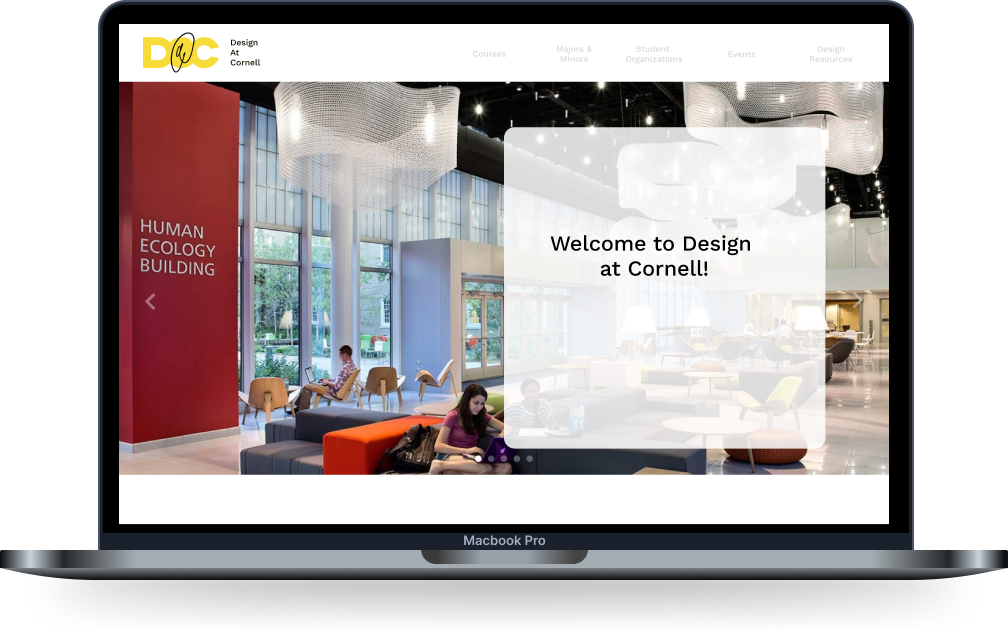 DaC
Design
At
Cornell
Courses
Majors &
Minors
Student
Organizations
Events
Design
Resources
HUMAN
ECOLOGY
BUILDING
Welcome to Design
at Cornell!
Macbook Pro